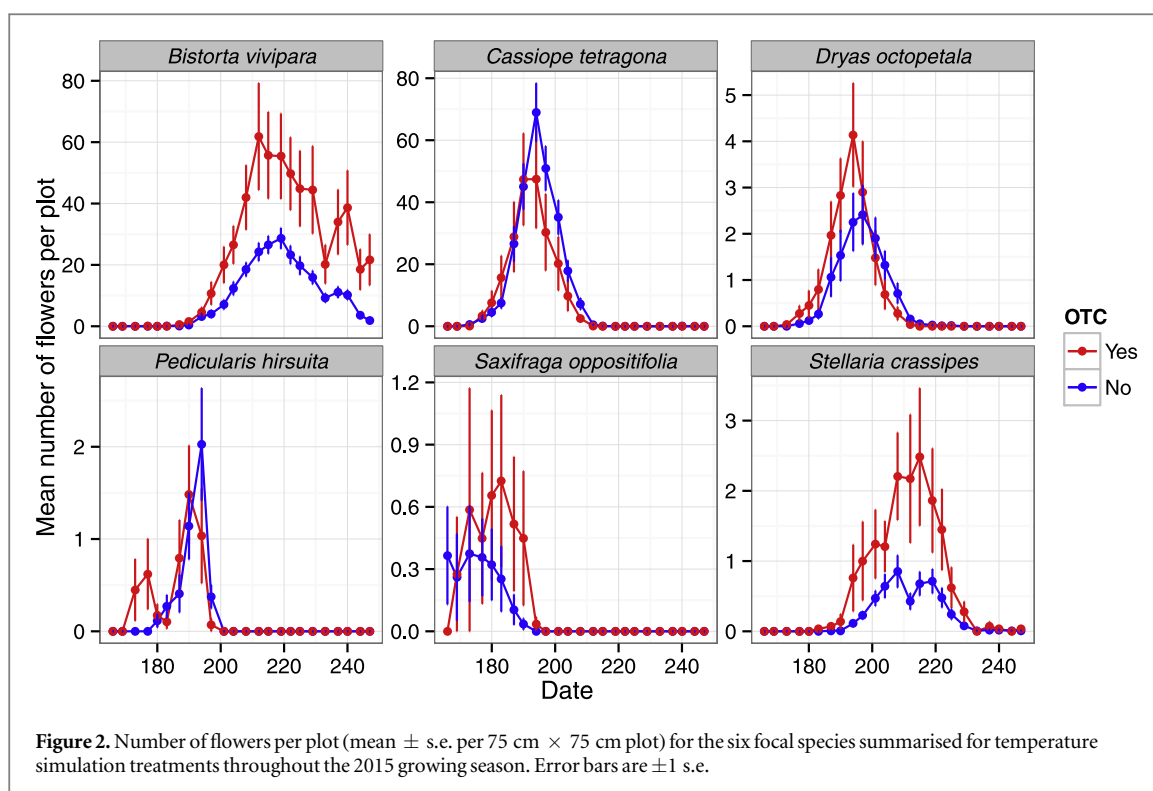 Bistorta vivipara
Cassiope tetragona
Dryas octopetala
80
60
40
20
0
80
60
40
20
0
5
4
3
2
1
0
Pedicularis hirsuita
Saxifraga oppositifolia
Stellaria crassipes
2
1
0
1.2
0.9
0.6
0.3
0.0
3
2
1
0
180 200 220 240
180 200 220 240
180 200 220 240
Mean number of flowers per plot
Date
OTC
Yes
No
Figure 2. Number of flowers per plot (mean ± s.e. per 75 cm × 75 cm plot) for the six focal species summarised for temperature
simulation treatments throughout the 2015 growing season. Error bars are ±1 s.e.